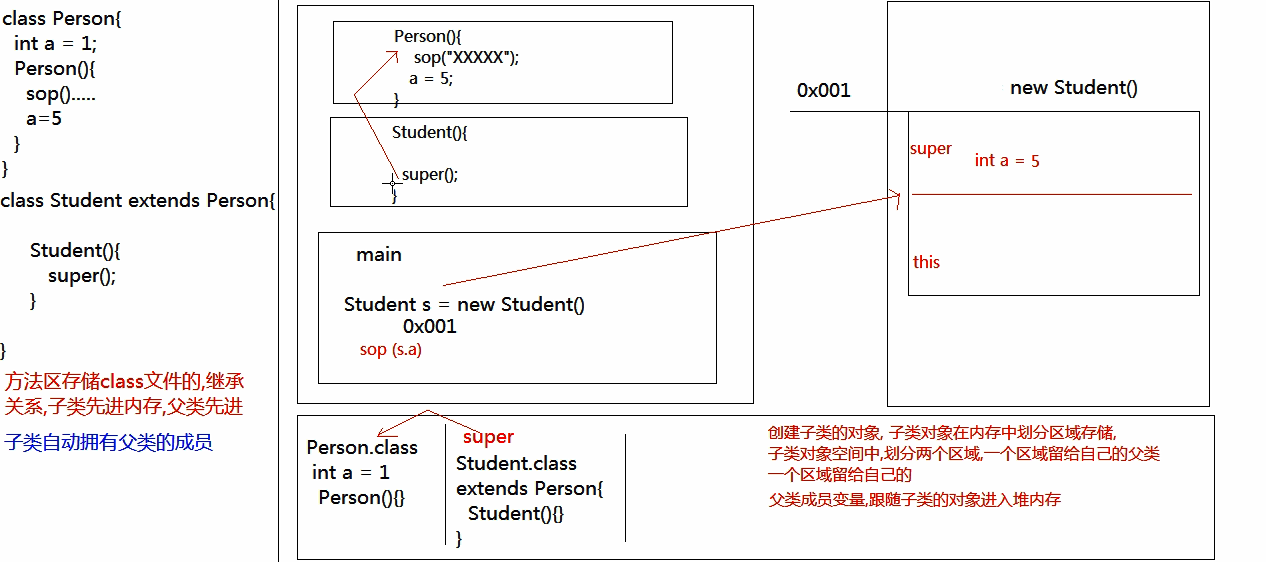 class Person{
int a = 1;
Person(){
sop().....
a=5
}
}
class Student extends Person{
Student(){
super();
}
}
方法区存储class文件的,继承
关系,子类先进内存,父类先进
子类自动拥有父类的成员
Person(){
sop("XXXXX");
a = 5;
}
Student(){
super();
}
main
Student s = new Student()
0x001
sop (s.a)
0x001
new Student()
super
int a = 5
this
Person.class
int a = 1
Person(){}
super
Student.class
extends Person{
Student(){}
}
创建子类的对象, 子类对象在内存中划分区域存储,
子类对象空间中,划分两个区域,一个区域留给自己的父类
一个区域留给自己的
父类成员变量,跟随子类的对象进入堆内存